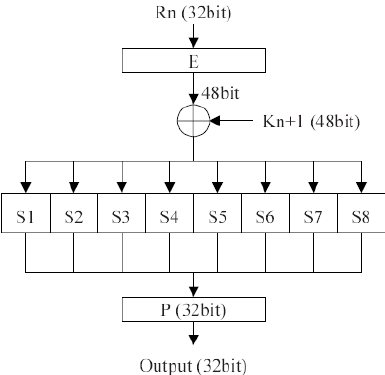 Rn (32bit)
E
48bit
Kn+1 (48bit)
S1 S2 S3 S4 S5 S6 S7 S8
P (32bit)
Output (32bit)